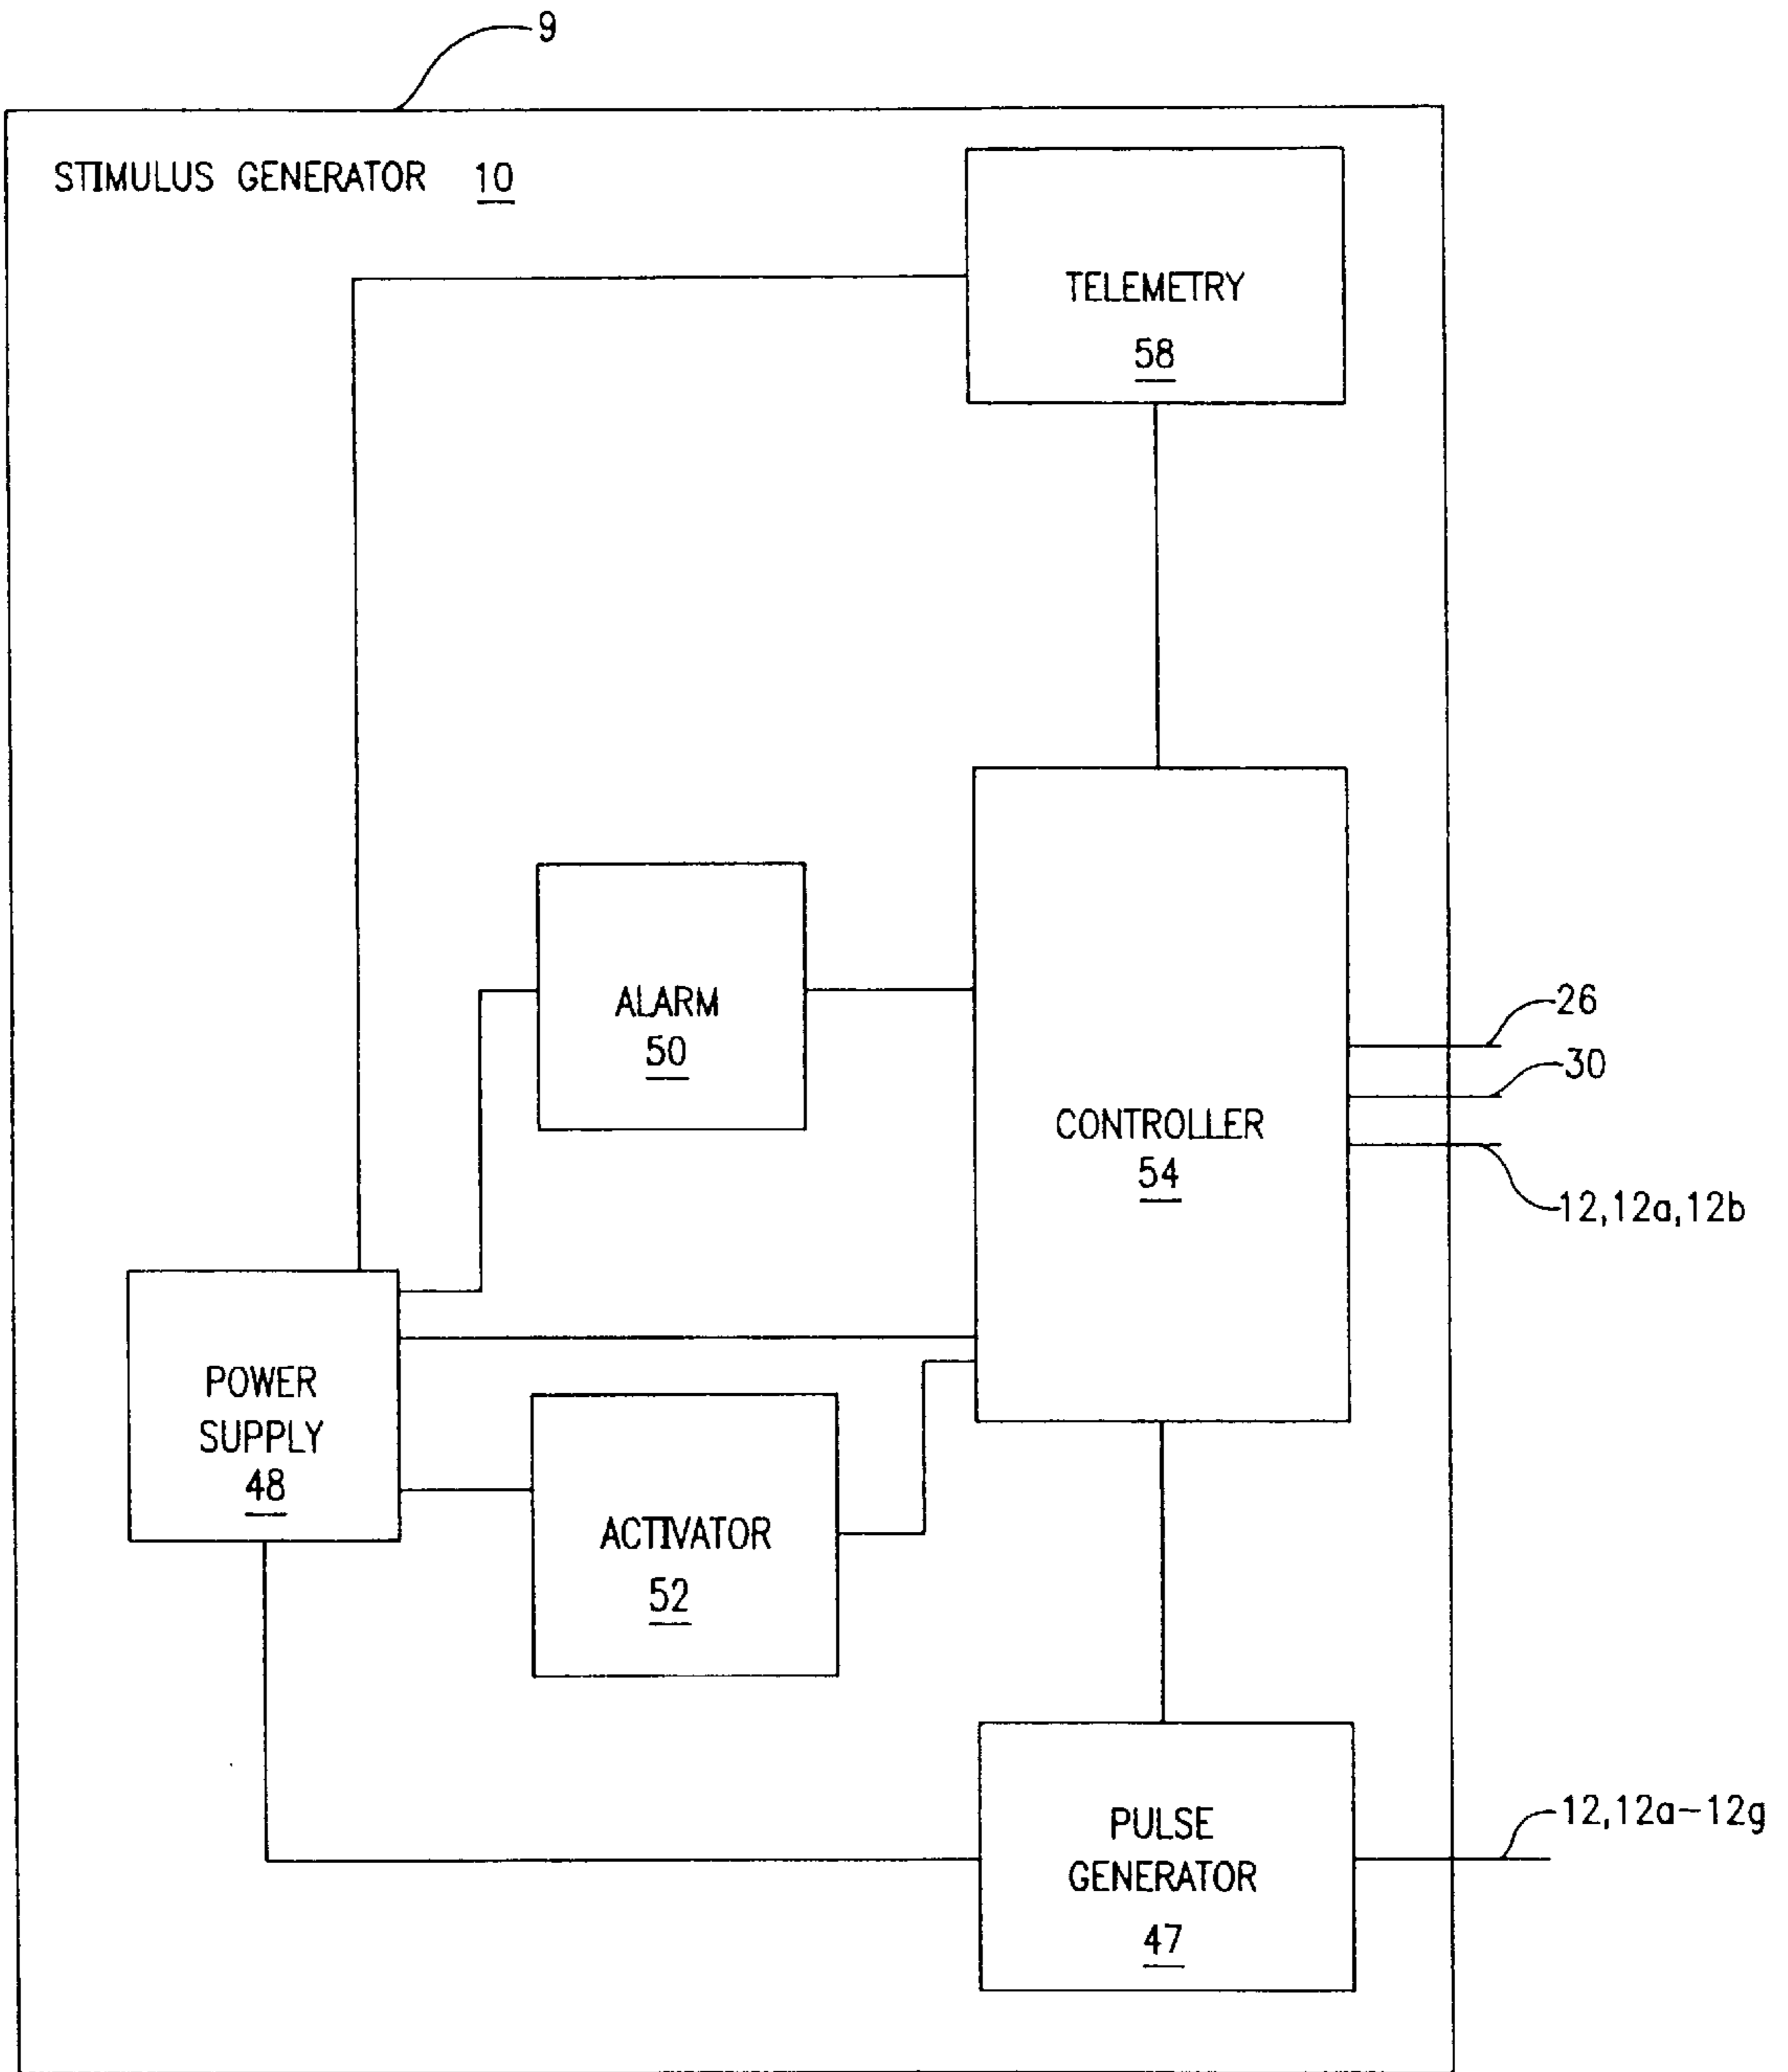 9
STIMULUS GENERATOR 10
TELEMETRY
58
ALARM
50
CONTROLLER
54
26
30
12,12a,12b
POWER
SUPPLY
48
ACTIVATOR
52
PULSE
GENERATOR
47
12,12a-12g